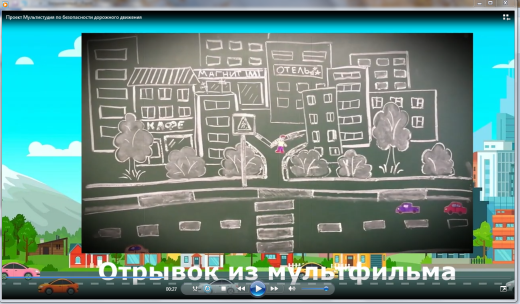 Проект Мультстудия по безопасности дорожного движения
МАГНИТ
ОТЕЛЬ
КАФЕ
Отрывок из мультфильма
00:27